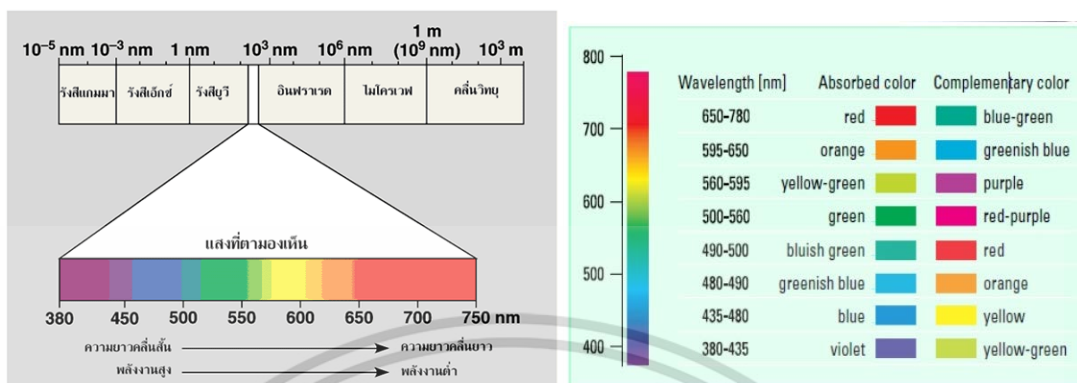 1 m
10⁻⁵ nm 10⁻³ nm 1 nm 10³ nm 10⁶ nm (10⁹ nm) 10³ m
รังสีแกมมา รังสีเอ็กซ์ รังสียูวี อินฟราเรด ไมโครเวฟ คลื่นวิทยุ
แสงที่ตามองเห็น
380 450 500 550 600 650 700 750 nm
ความยาวคลื่นสั้น ความยาวคลื่นยาว
พลังงานสูง พลังงานต่ำ
800
700
600
500
400
Wavelength [nm] Absorbed color Complementary color
650-780 red blue-green
595-650 orange greenish blue
560-595 yellow-green purple
500-560 green red-purple
490-500 bluish green red
480-490 greenish blue orange
435-480 blue yellow
380-435 violet yellow-green